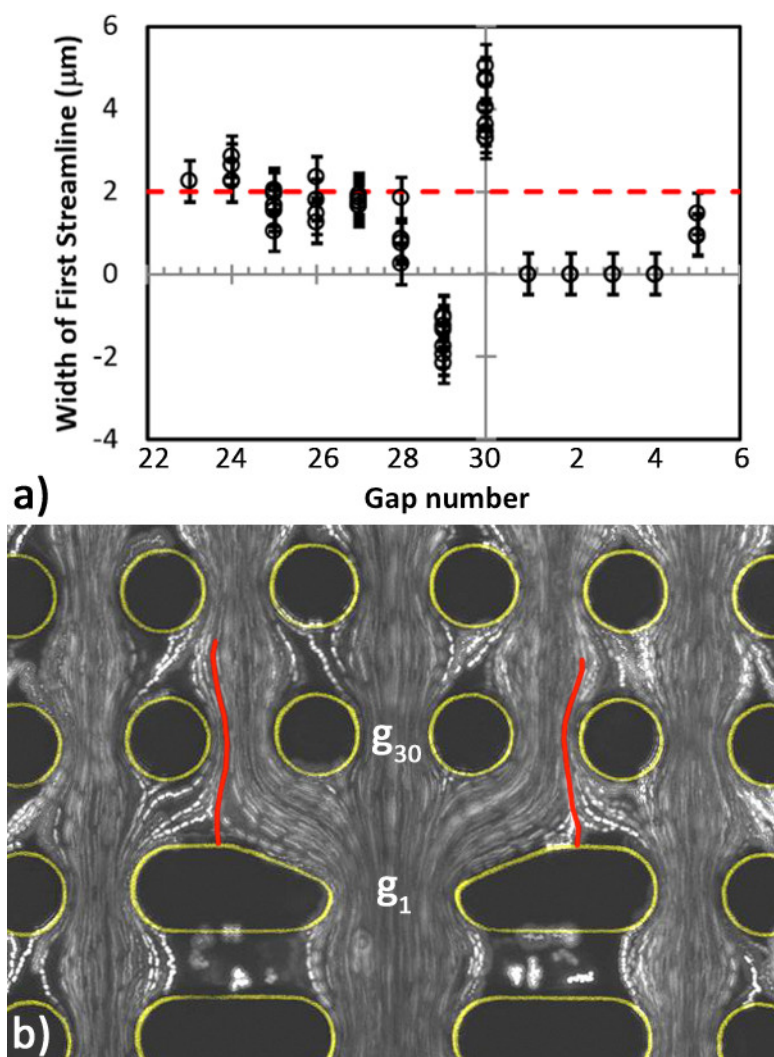 Width of First Streamline (μm)
6
4
2
0
-2
-4
22 24 26 28 30 2 4 6
Gap number
a)
g30
g1
b)